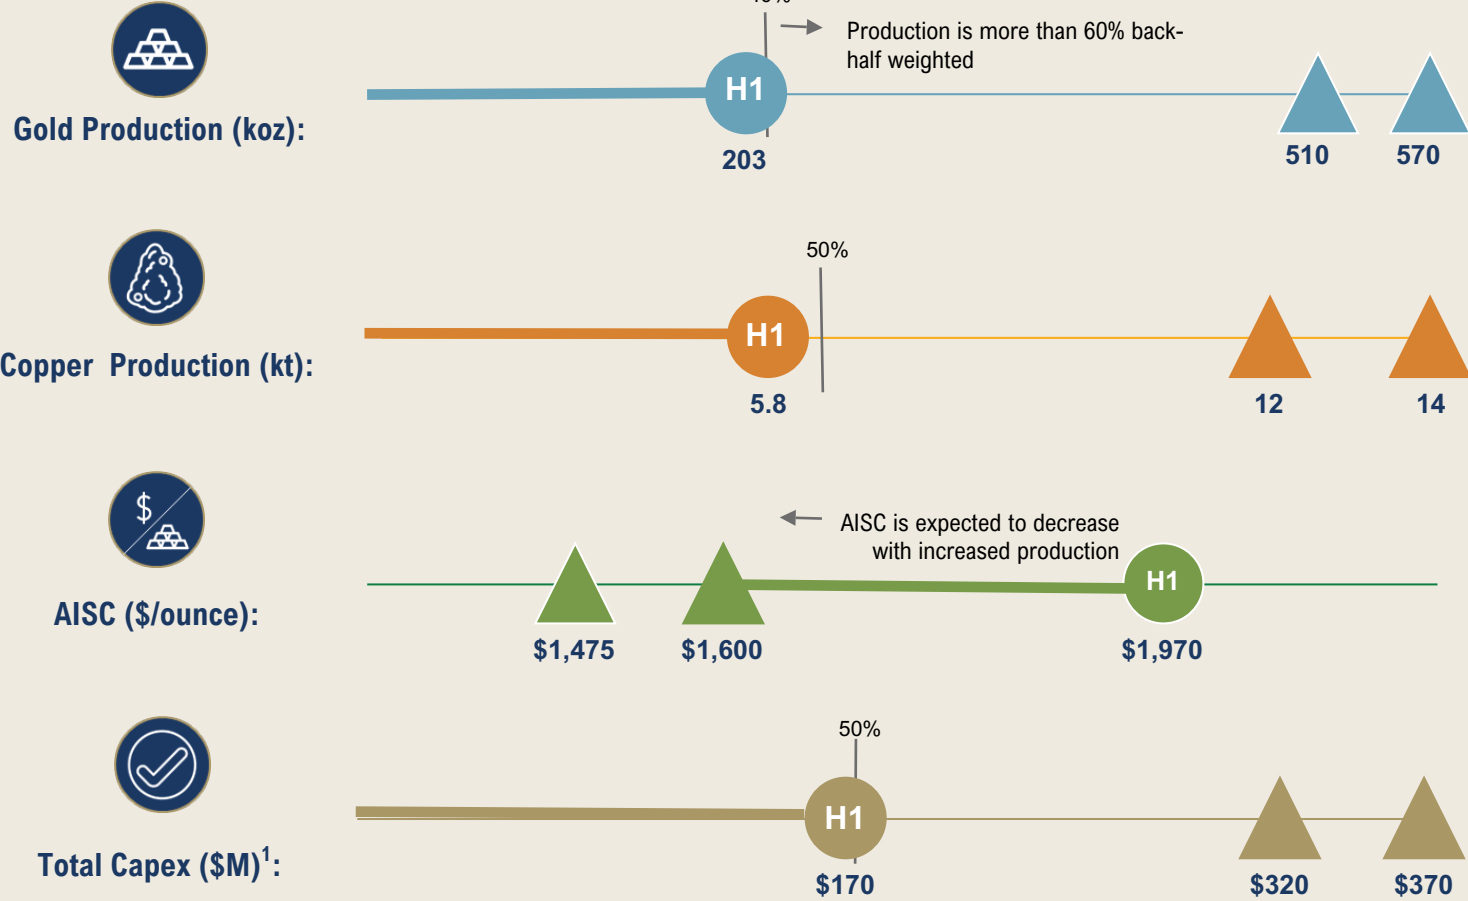 Production is more than 60% back-
half weighted
H1
Gold Production (koz):
203
510
570
50%
H1
Copper Production (kt):
5.8
12
14
$
AISC is expected to decrease
with increased production
H1
AISC ($/ounce):
$1,475
$1,600
$1,970
50%
H1
Total Capex ($M)1:
$170
$320
$370